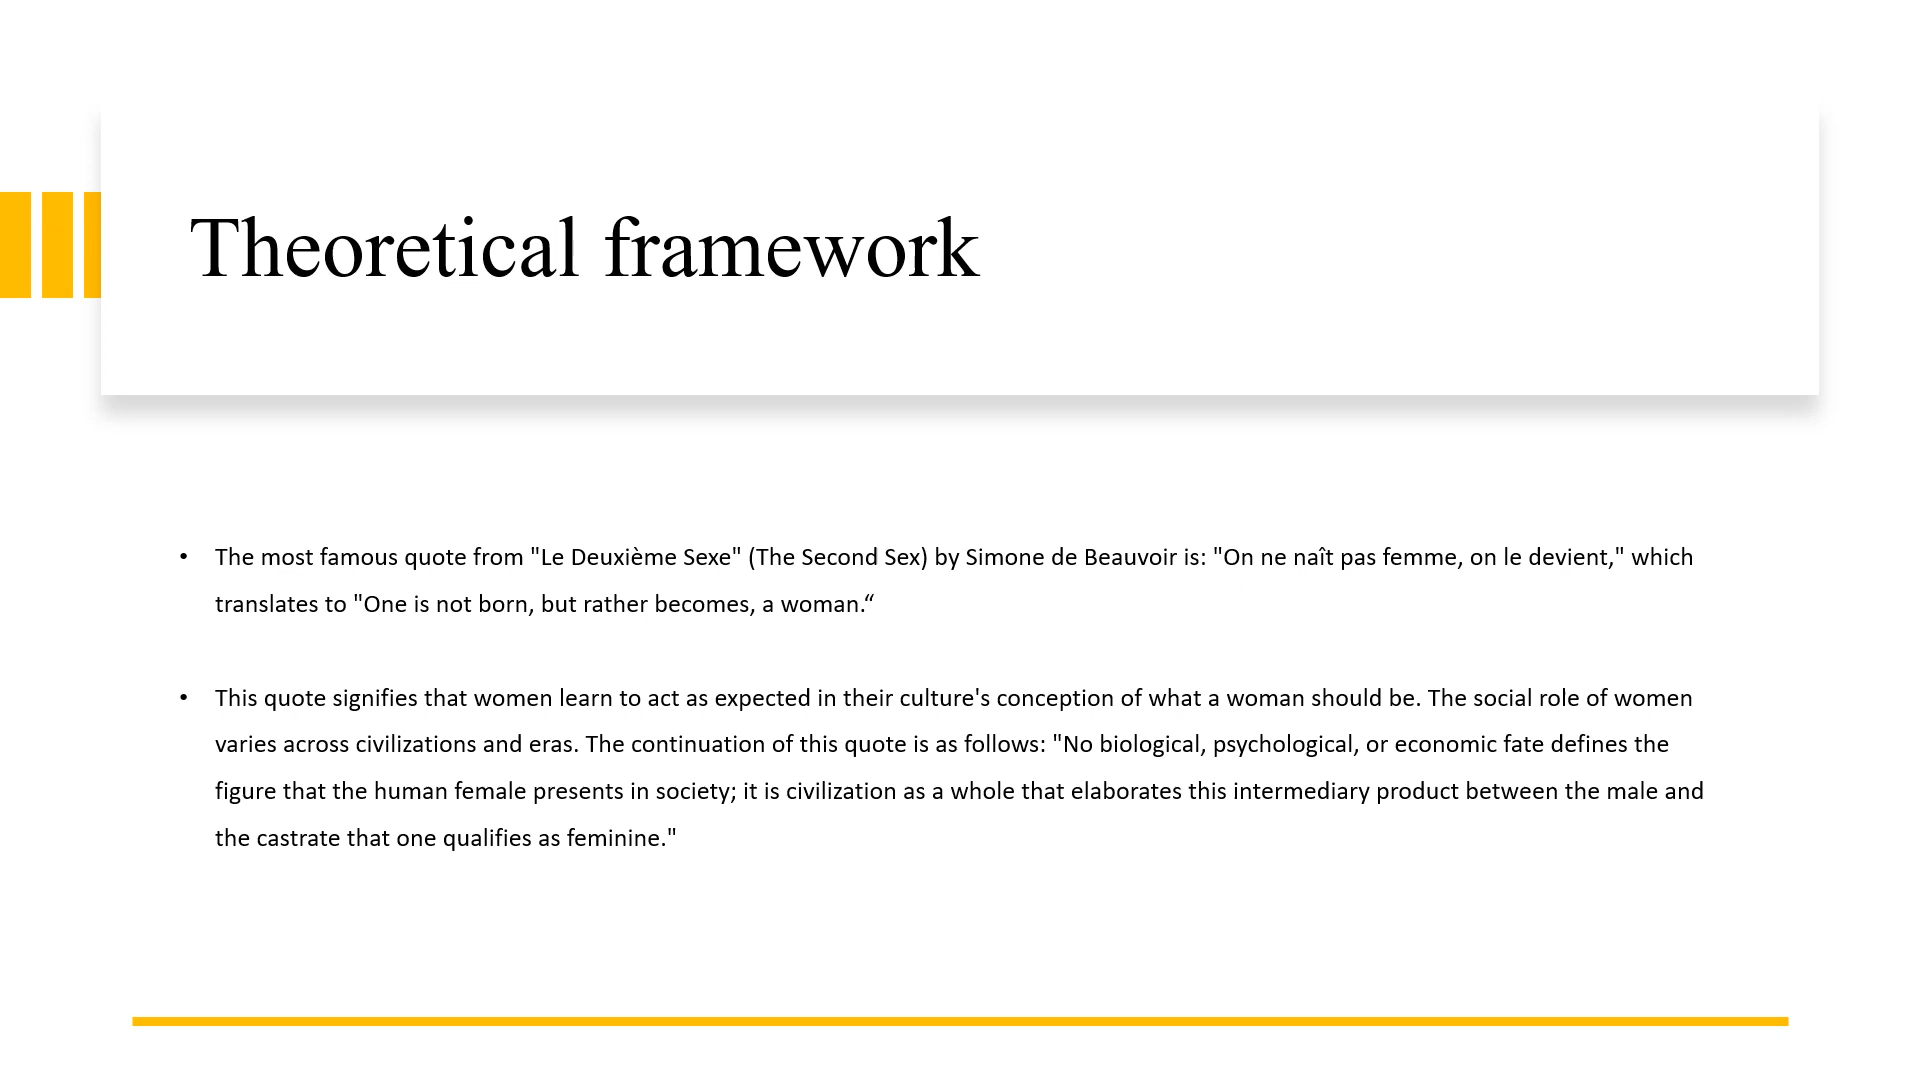 Theoretical framework
• The most famous quote from "Le Deuxième Sexe" (The Second Sex) by Simone de Beauvoir is: "On ne naît pas femme, on le devient," which
translates to "One is not born, but rather becomes, a woman.“
• This quote signifies that women learn to act as expected in their culture's conception of what a woman should be. The social role of women
varies across civilizations and eras. The continuation of this quote is as follows: "No biological, psychological, or economic fate defines the
figure that the human female presents in society; it is civilization as a whole that elaborates this intermediary product between the male and
the castrate that one qualifies as feminine."